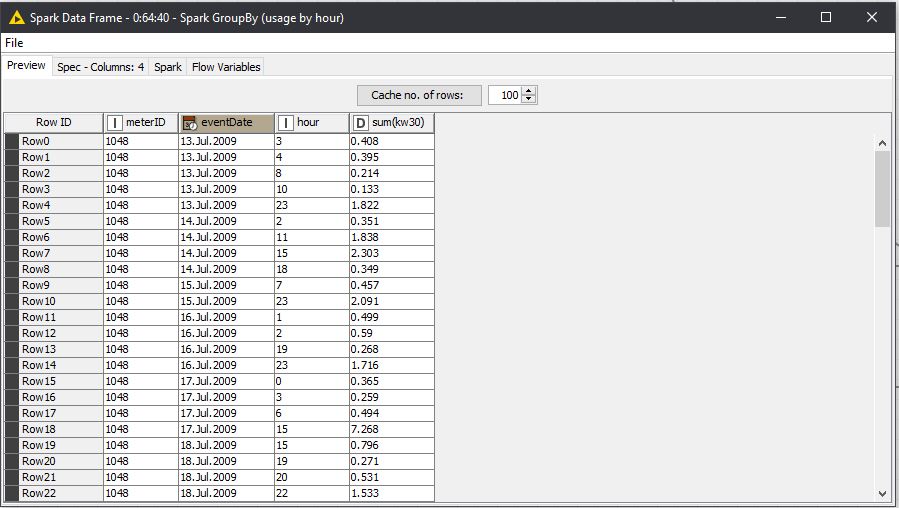 Spark Data Frame - 0:64:40 - Spark GroupBy (usage by hour)
File
Preview Spec - Columns: 4 Spark Flow Variables
Cache no. of rows: 100
Row ID I meterID eventDate I hour D sum(kw30)
Row0 1048 13.Jul.2009 3 0.408
Row1 1048 13.Jul.2009 4 0.395
Row2 1048 13.Jul.2009 8 0.214
Row3 1048 13.Jul.2009 10 0.133
Row4 1048 13.Jul.2009 23 1.822
Row5 1048 14.Jul.2009 2 0.351
Row6 1048 14.Jul.2009 11 1.838
Row7 1048 14.Jul.2009 15 2.303
Row8 1048 14.Jul.2009 18 0.349
Row9 1048 15.Jul.2009 7 0.457
Row10 1048 15.Jul.2009 23 2.091
Row11 1048 16.Jul.2009 1 0.499
Row12 1048 16.Jul.2009 2 0.59
Row13 1048 16.Jul.2009 19 0.268
Row14 1048 16.Jul.2009 23 1.716
Row15 1048 17.Jul.2009 0 0.365
Row16 1048 17.Jul.2009 3 0.259
Row17 1048 17.Jul.2009 6 0.494
Row18 1048 17.Jul.2009 15 7.268
Row19 1048 18.Jul.2009 15 0.796
Row20 1048 18.Jul.2009 19 0.271
Row21 1048 18.Jul.2009 20 0.531
Row22 1048 18.Jul.2009 22 1.533